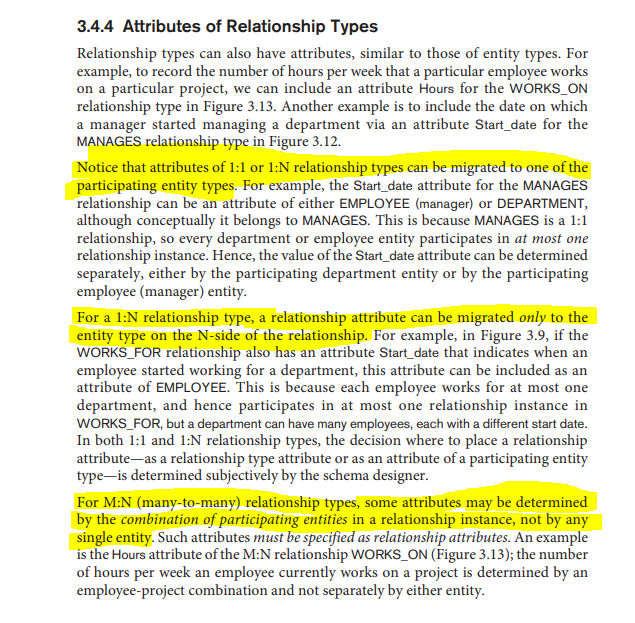 3.4.4 Attributes of Relationship Types
Relationship types can also have attributes, similar to those of entity types. For
example, to record the number of hours per week that a particular employee works
on a particular project, we can include an attribute Hours for the WORKS_ON
relationship type in Figure 3.13. Another example is to include the date on which
a manager started managing a department via an attribute Start_date for the
MANAGES relationship type in Figure 3.12.
Notice that attributes of 1:1 or 1:N relationship types can be migrated to one of the
participating entity types. For example, the Start_date attribute for the MANAGES
relationship can be an attribute of either EMPLOYEE (manager) or DEPARTMENT,
although conceptually it belongs to MANAGES. This is because MANAGES is a 1:1
relationship, so every department or employee entity participates in at most one
relationship instance. Hence, the value of the Start_date attribute can be determined
separately, either by the participating department entity or by the participating
employee (manager) entity.
For a 1:N relationship type, a relationship attribute can be migrated only to the
entity type on the N-side of the relationship. For example, in Figure 3.9, if the
WORKS_FOR relationship also has an attribute Start_date that indicates when an
employee started working for a department, this attribute can be included as an
attribute of EMPLOYEE. This is because each employee works for at most one
department, and hence participates in at most one relationship instance in
WORKS_FOR, but a department can have many employees, each with a different start date.
In both 1:1 and 1:N relationship types, the decision where to place a relationship
attribute—as a relationship type attribute or as an attribute of a participating entity
type—is determined subjectively by the schema designer.
For M:N (many-to-many) relationship types, some attributes may be determined
by the combination of participating entities in a relationship instance, not by any
single entity. Such attributes must be specified as relationship attributes. An example
is the Hours attribute of the M:N relationship WORKS_ON (Figure 3.13); the number
of hours per week an employee currently works on a project is determined by an
employee-project combination and not separately by either entity.